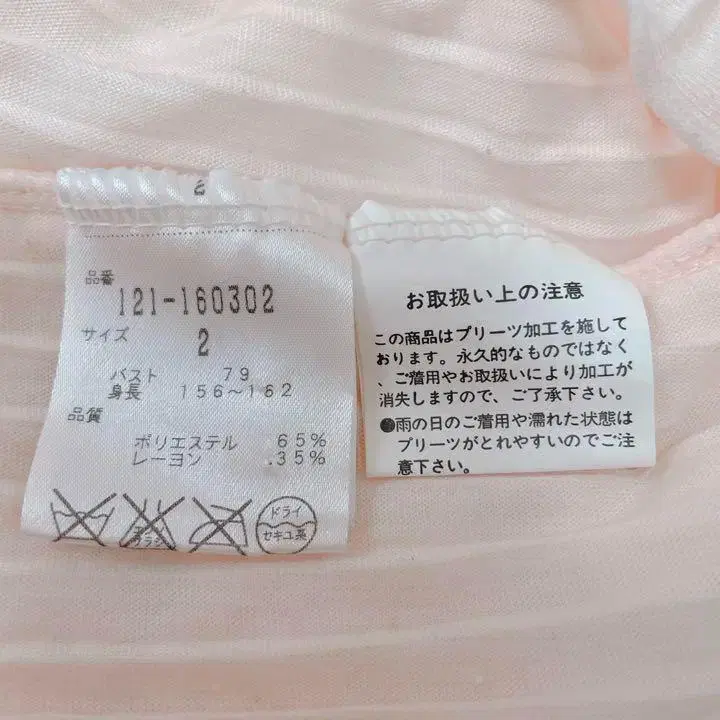 2
品番
121-160302
サイズ 2
バスト 79
身長 156～162
品質
ポリエステル 65%
レーヨン .35%
ドライ
セキユ系
お取扱い上の注意
この商品はプリーツ加工を施して
おります。永久的なものではなく
、ご着用やお取扱いにより加工が
消失しますので、ご了承下さい。
●雨の日のご着用や濡れた状態は
プリーツがとれやすいのでご注
意下さい。